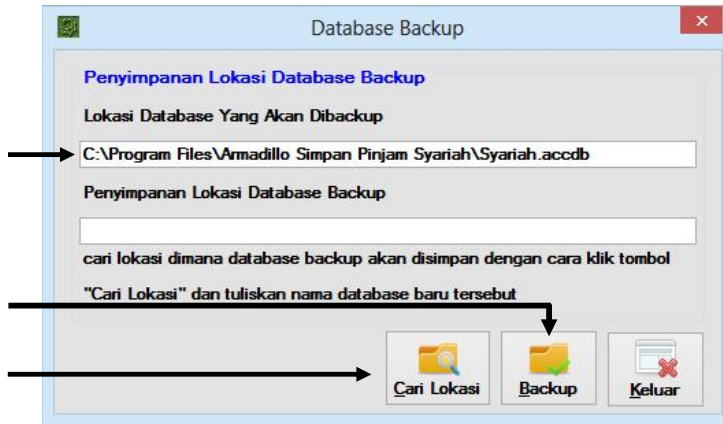 Database Backup
Penyimpanan Lokasi Database Backup
Lokasi Database Yang Akan Dibackup
C:\Program Files\Armadillo Simpan Pinjam Syariah\Syariah.accdb
Penyimpanan Lokasi Database Backup
cari lokasi dimana database backup akan disimpan dengan cara klik tombol
"Cari Lokasi" dan tuliskan nama database baru tersebut
Cari Lokasi Backup Keluar